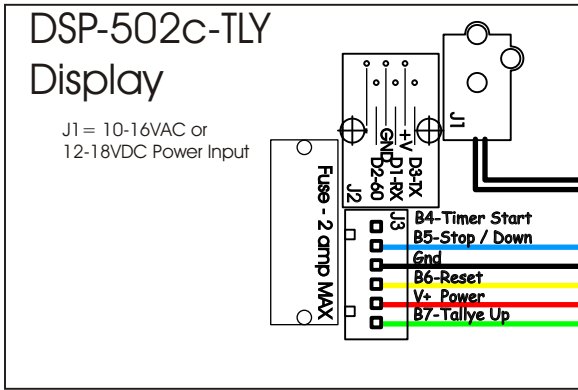 DSP-502c-TLY
Display
J1= 10-16VAC or
12-18VDC Power Input
J1
+V
GND
D3-TX
D1-RX
D2-60
J2
Fuse - 2 amp MAX
J3
B4-Timer Start
B5-Stop / Down
Gnd
B6-Reset
V+ Power
B7-Tallye Up